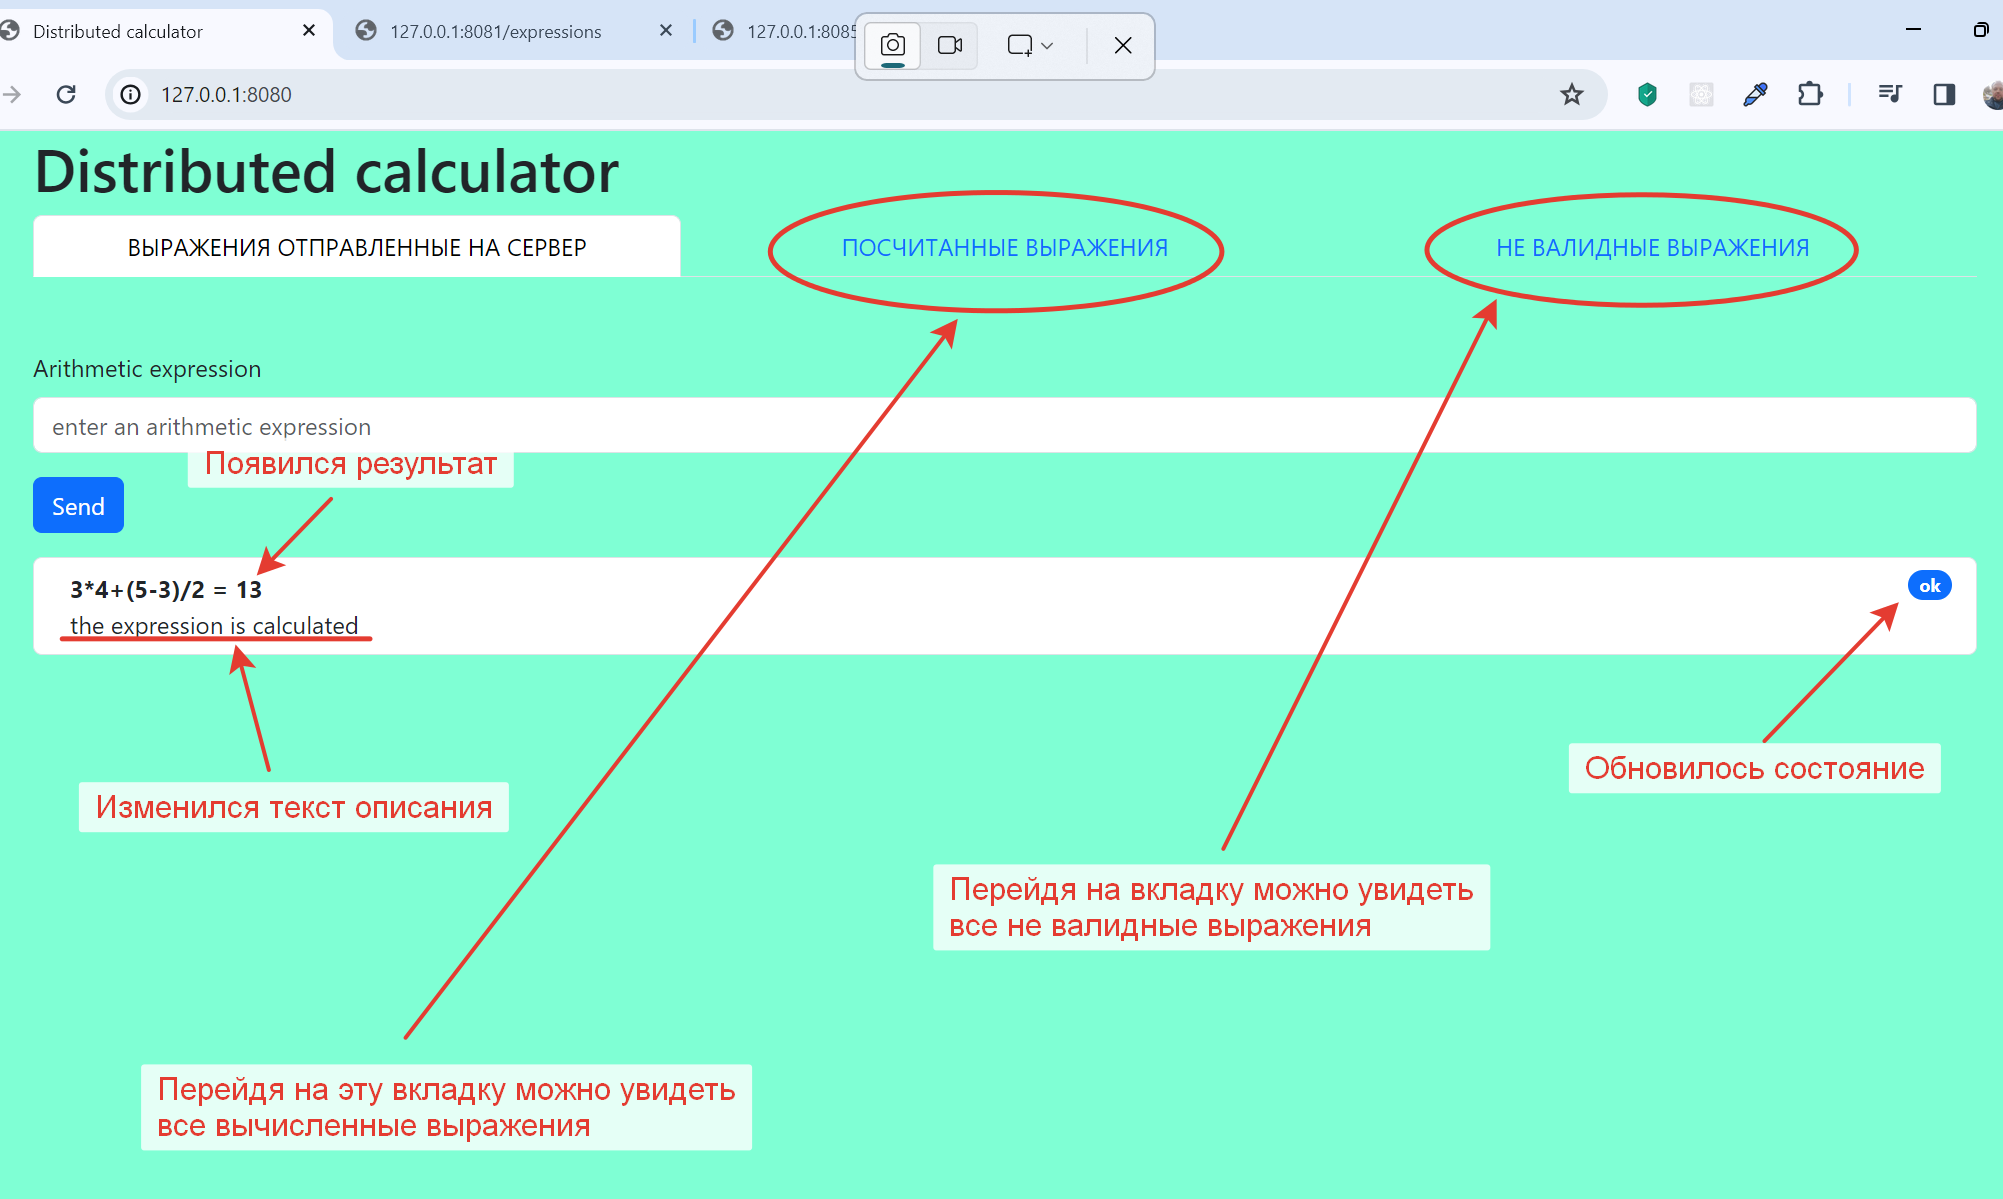 Distributed calculator
127.0.0.1:8081/expressions
127.0.0.1:8085
127.0.0.1:8080
Distributed calculator
ВЫРАЖЕНИЯ ОТПРАВЛЕННЫЕ НА СЕРВЕР
ПОСЧИТАННЫЕ ВЫРАЖЕНИЯ
НЕ ВАЛИДНЫЕ ВЫРАЖЕНИЯ
Arithmetic expression
enter an arithmetic expression
Появился результат
Send
3*4+(5-3)/2 = 13
ok
the expression is calculated
Обновилось состояние
Изменился текст описания
Перейдя на вкладку можно увидеть
все не валидные выражения
Перейдя на эту вкладку можно увидеть
все вычисленные выражения